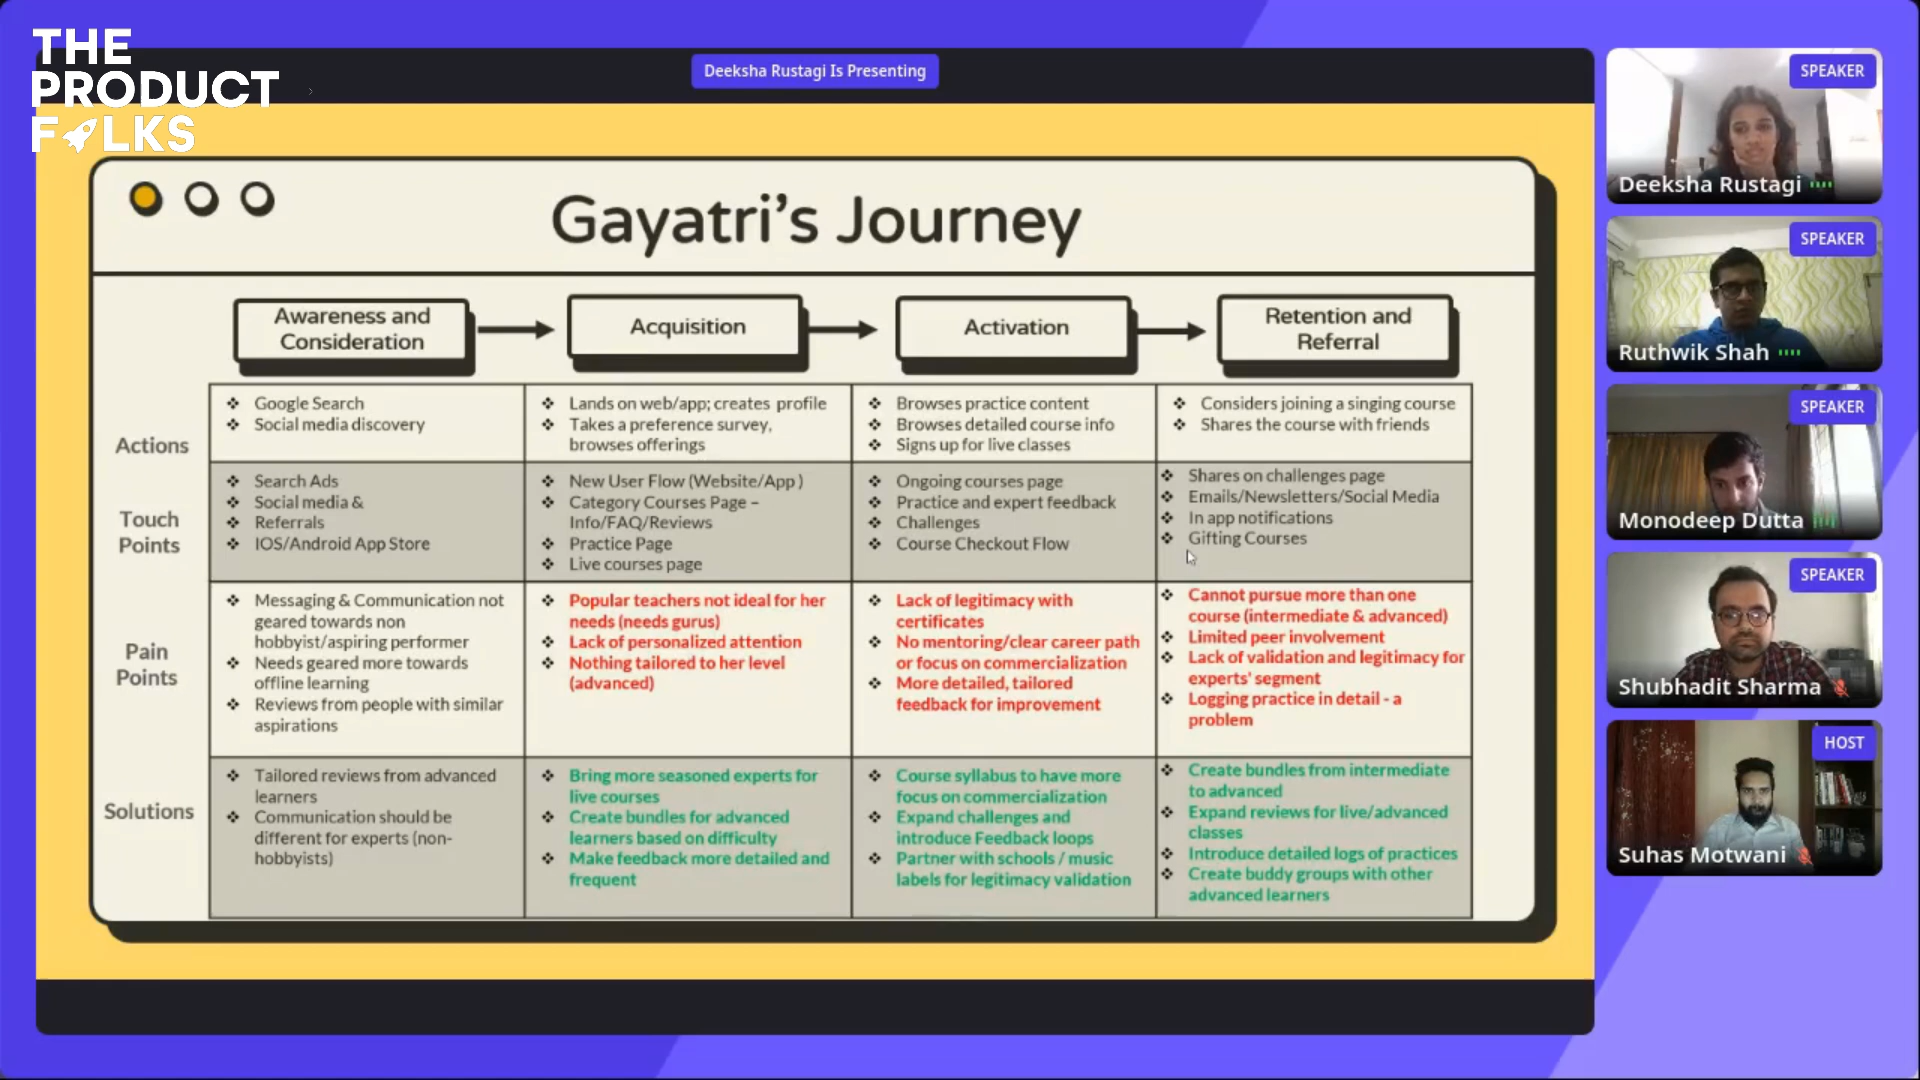 THE
PRODUCT
FOLKS
Deeksha Rustagi Is Presenting
Gayatri's Journey
Awareness and
Consideration
Acquisition
Activation
Retention and
Referral
Actions
❖ Google Search
❖ Social media discovery
❖ Lands on web/app; creates profile
❖ Takes a preference survey,
browses offerings
❖ Browses practice content
❖ Browses detailed course info
❖ Signs up for live classes
❖ Considers joining a singing course
❖ Shares the course with friends
Touch
Points
❖ Search Ads
❖ Social media &
❖ Referrals
❖ IOS/Android App Store
❖ New User Flow (Website/App )
❖ Category Courses Page –
Info/FAQ/Reviews
❖ Practice Page
❖ Live courses page
❖ Ongoing courses page
❖ Practice and expert feedback
❖ Challenges
❖ Course Checkout Flow
❖ Shares on challenges page
❖ Emails/Newsletters/Social Media
❖ In app notifications
❖ Gifting Courses
Pain
Points
❖ Messaging & Communication not
geared towards non
hobbyist/aspiring performer
❖ Needs geared more towards
offline learning
❖ Reviews from people with similar
aspirations
❖ Popular teachers not ideal for her
needs (needs gurus)
❖ Lack of personalized attention
❖ Nothing tailored to her level
(advanced)
❖ Lack of legitimacy with
certificates
❖ No mentoring/clear career path
or focus on commercialization
❖ More detailed, tailored
feedback for improvement
❖ Cannot pursue more than one
course (intermediate & advanced)
❖ Limited peer involvement
❖ Lack of validation and legitimacy for
experts' segment
❖ Logging practice in detail - a
problem
Solutions
❖ Tailored reviews from advanced
learners
❖ Communication should be
different for experts (non-
hobbyists)
❖ Bring more seasoned experts for
live courses
❖ Create bundles for advanced
learners based on difficulty
❖ Make feedback more detailed and
frequent
❖ Course syllabus to have more
focus on commercialization
❖ Expand challenges and
introduce Feedback loops
❖ Partner with schools / music
labels for legitimacy validation
❖ Create bundles from intermediate
to advanced
❖ Expand reviews for live/advanced
classes
❖ Introduce detailed logs of practices
❖ Create buddy groups with other
advanced learners
SPEAKER
Deeksha Rustagi
SPEAKER
Ruthwik Shah
SPEAKER
Monodeep Dutta
SPEAKER
Shubhadit Sharma
HOST
Suhas Motwani